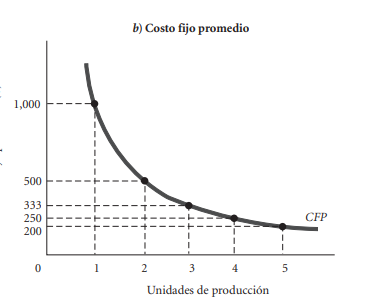 b) Costo fijo promedio
1,000
500
333
250
200
CFP
0 1 2 3 4 5
Unidades de producción